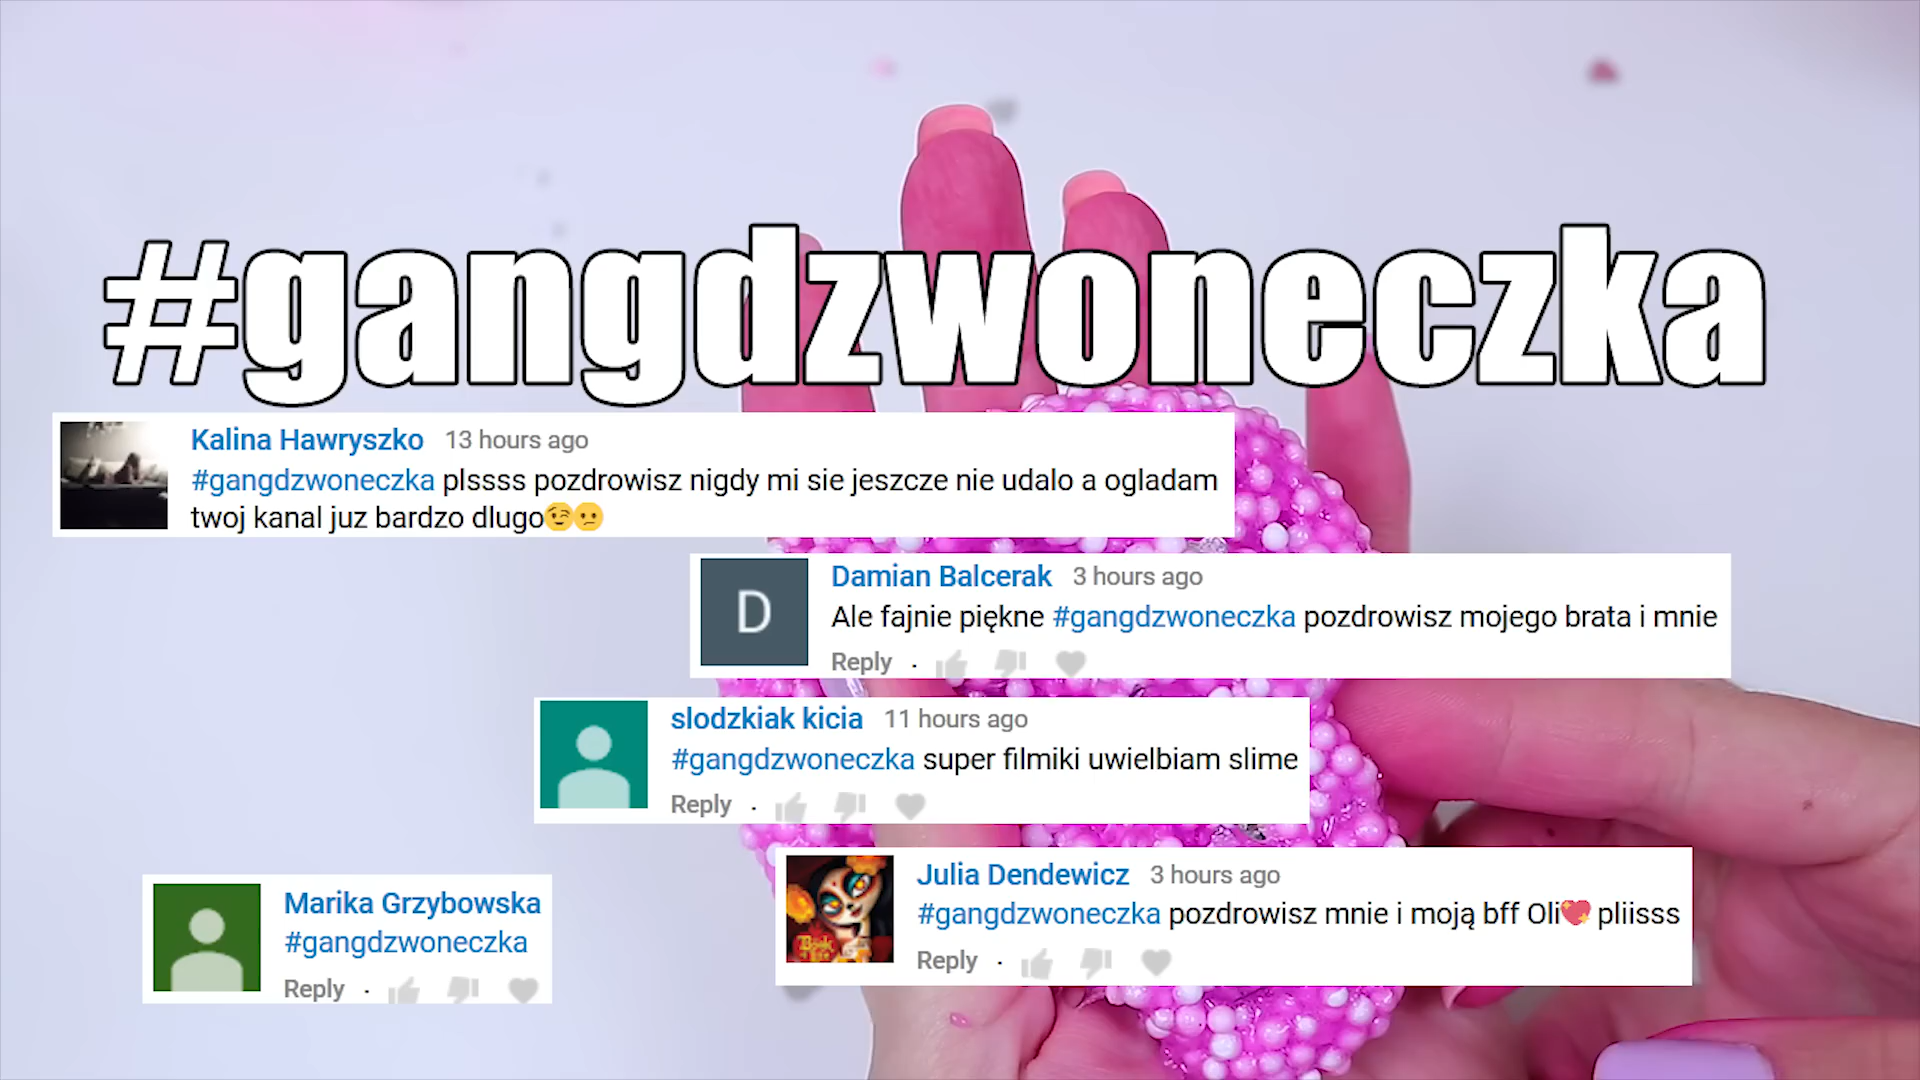 #gangdzwoneczka
Kalina Hawryszko 13 hours ago
#gangdzwoneczka plssss pozdrowisz nigdy mi sie jeszcze nie udalo a ogladam
twoj kanal juz bardzo dlugo😉😕
D
Damian Balcerak 3 hours ago
Ale fajnie piękne #gangdzwoneczka pozdrowisz mojego brata i mnie
Reply ·
slodzkiak kicia 11 hours ago
#gangdzwoneczka super filmiki uwielbiam slime
Reply ·
Julia Dendewicz 3 hours ago
#gangdzwoneczka pozdrowisz mnie i moją bff Oli💖 pliisss
Reply ·
Marika Grzybowska
#gangdzwoneczka
Reply ·